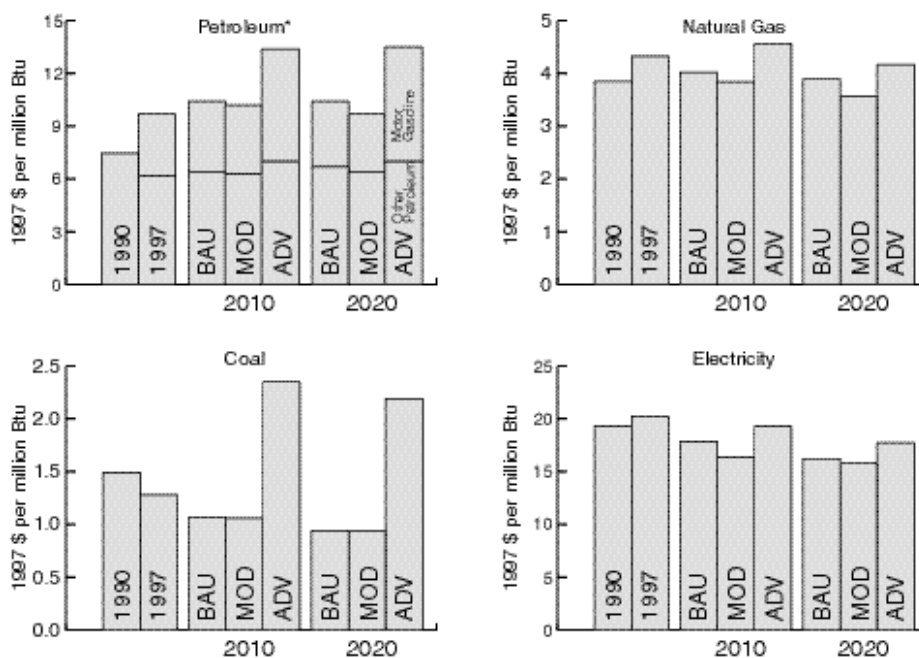 Petroleum*
1997 $ per million Btu
15
12
9
6
3
0
1990
1997
BAU
MOD
ADV
BAU
MOD
ADV
Motor
Gasoline
Other
Petroleum
2010
2020
Natural Gas
1997 $ per million Btu
5
4
3
2
1
0
1990
1997
BAU
MOD
ADV
BAU
MOD
ADV
2010
2020
Coal
1997 $ per million Btu
2.5
2.0
1.5
1.0
0.5
0.0
1990
1997
BAU
MOD
ADV
BAU
MOD
ADV
2010
2020
Electricity
1997 $ per million Btu
25
20
15
10
5
0
1990
1997
BAU
MOD
ADV
BAU
MOD
ADV
2010
2020